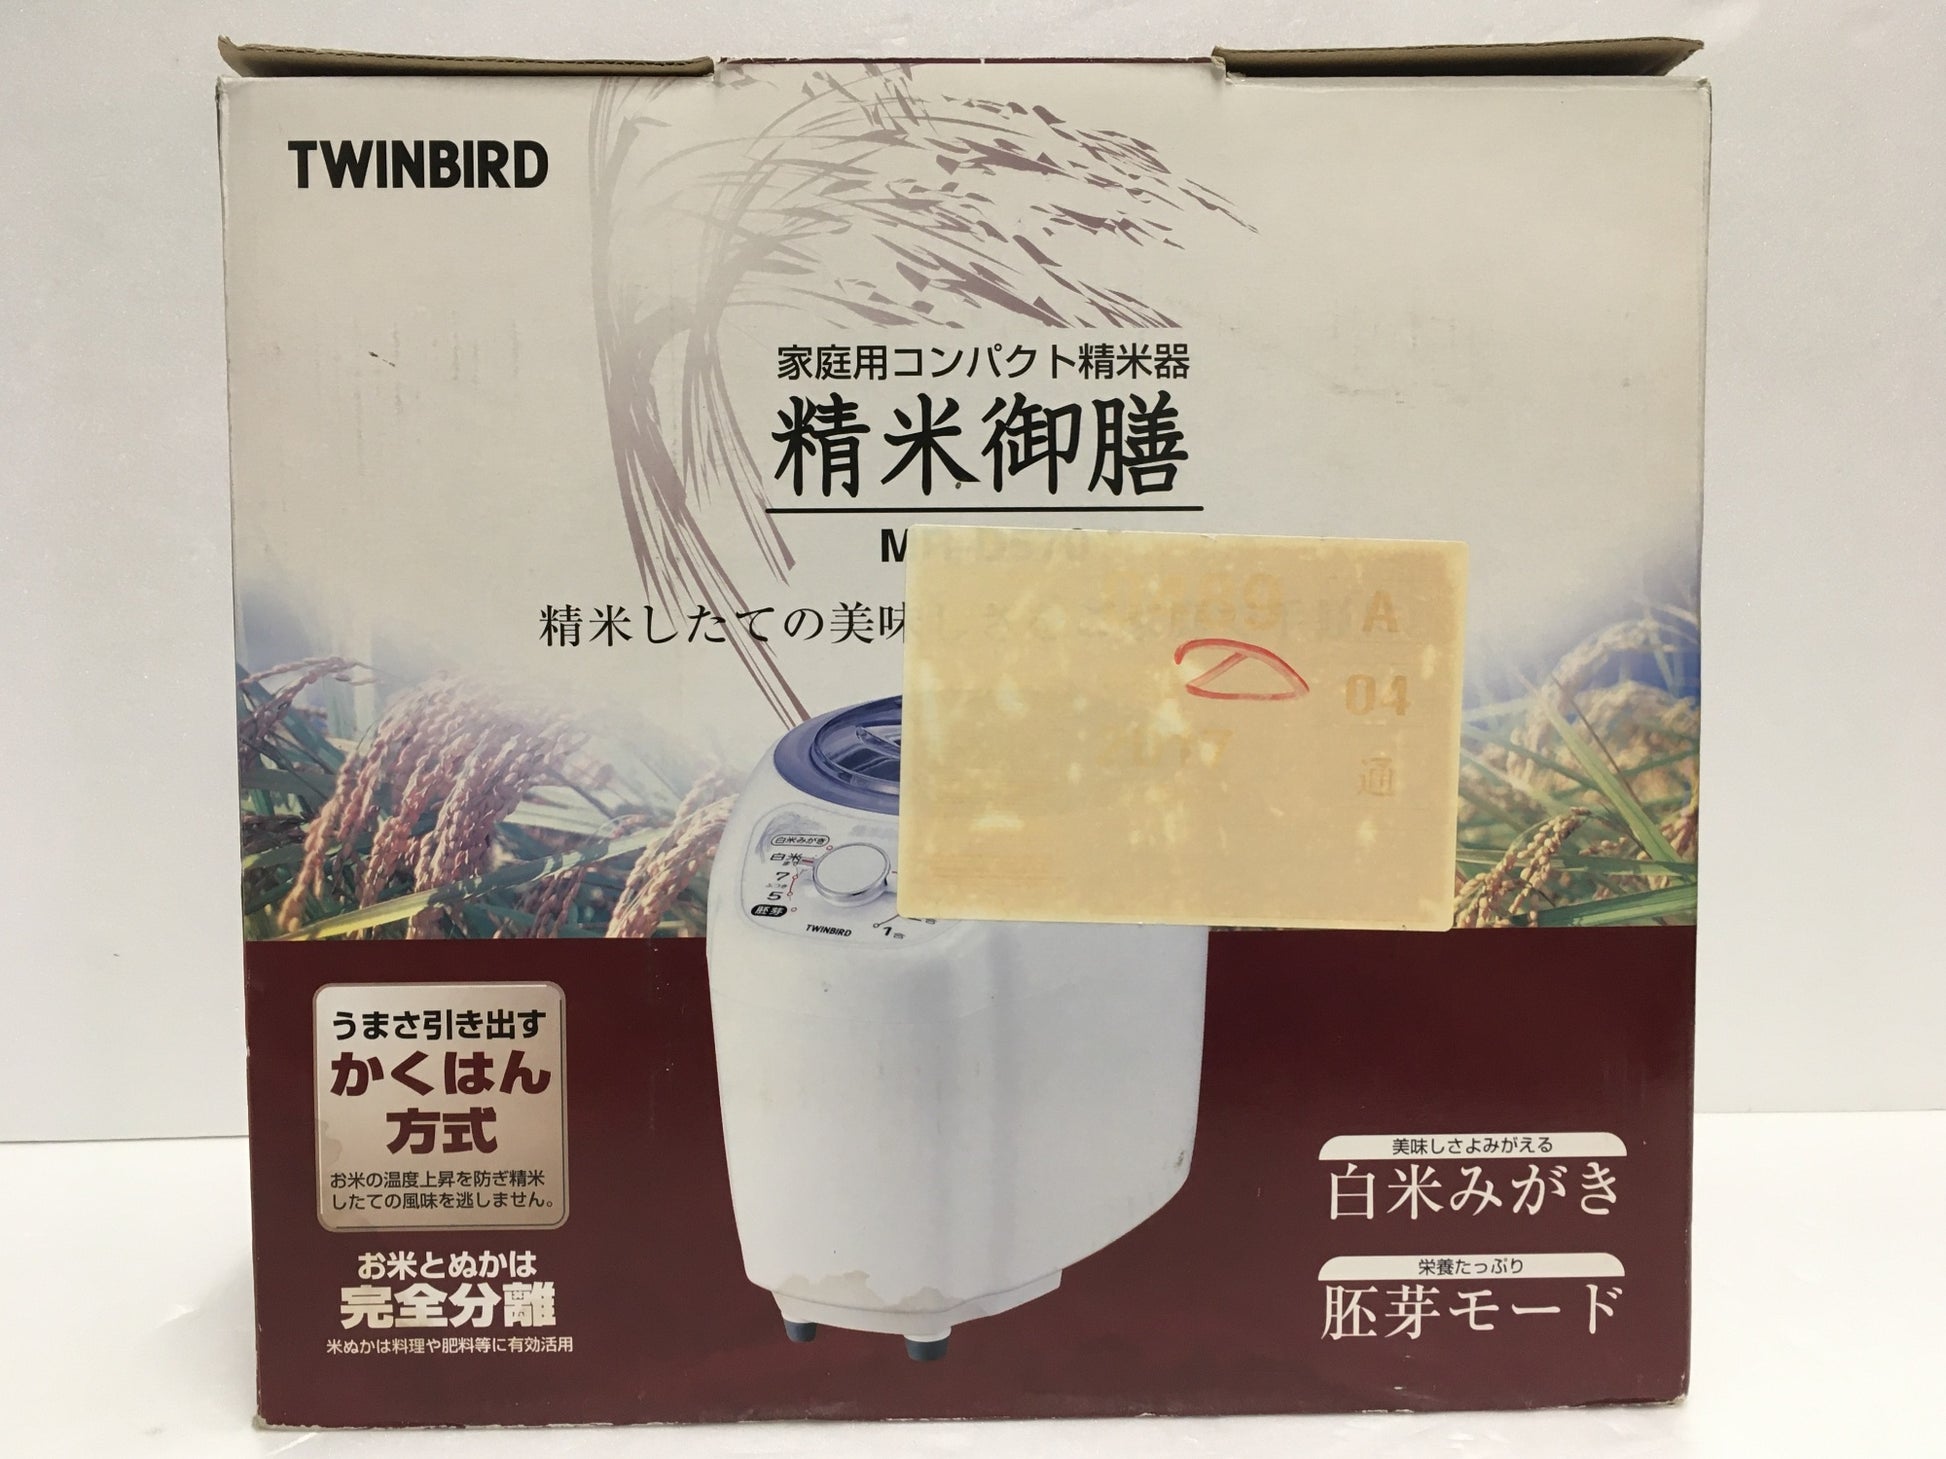 TWINBIRD
家庭用コンパクト精米器
精米御膳
精米したての美味
白米みがき
白米
7
5
胚芽
TWINBIRD
1合
A
04
通
うまさ引き出す
かくはん
方式
お米の温度上昇を防ぎ精米
したての風味を逃しません。
お米とぬかは
完全分離
米ぬかは料理や肥料等に有効活用
美味しさよみがえる
白米みがき
栄養たっぷり
胚芽モード